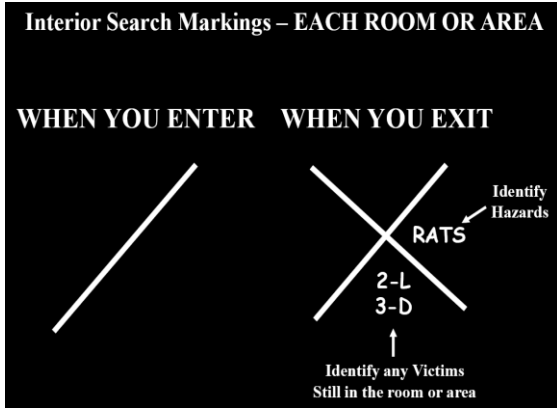 Interior Search Markings – EACH ROOM OR AREA
WHEN YOU ENTER
WHEN YOU EXIT
Identify
Hazards
RATS
2-L
3-D
Identify any Victims
Still in the room or area